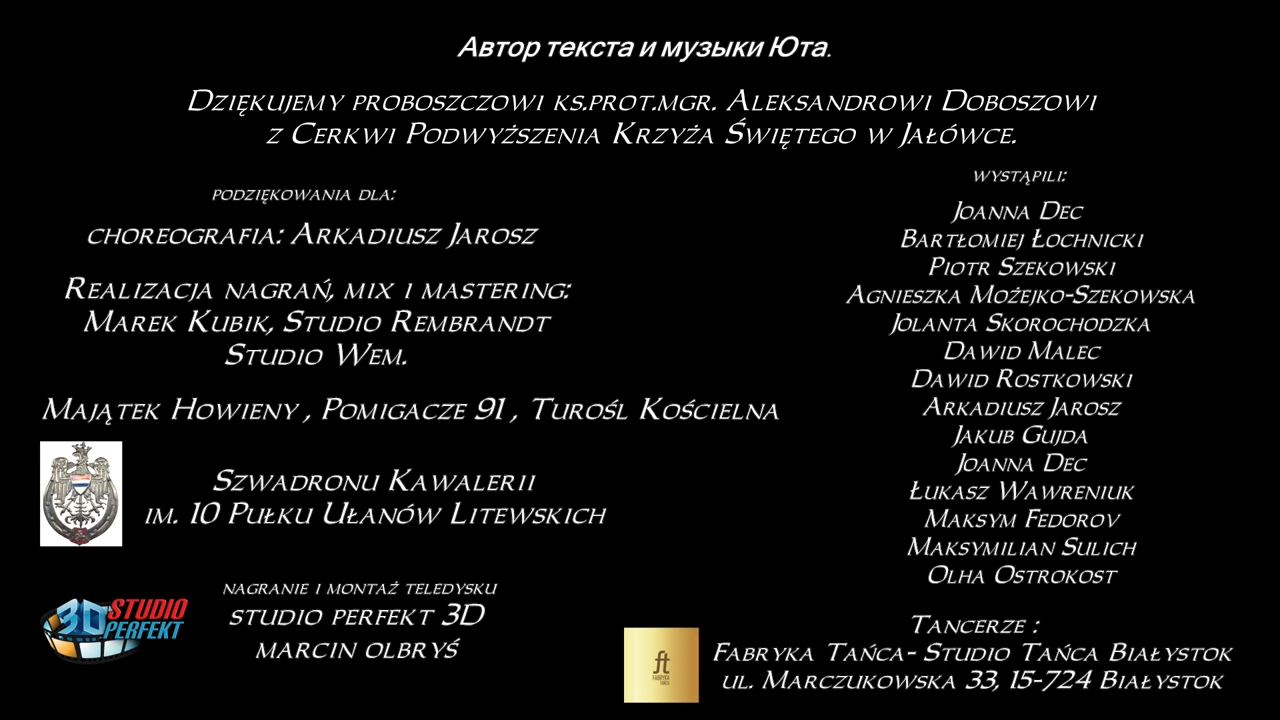 Автор текста и музыки Юта.
Dziękujemy proboszczowi ks.prot.mgr. Aleksandrowi Doboszowi
z Cerkwi Podwyższenia Krzyża Świętego w Jałówce.
podziękowania dla:
choreografia: Arkadiusz Jarosz
Realizacja nagrań, mix i mastering:
Marek Kubik, Studio Rembrandt
Studio Wem.
Majątek Howieny , Pomigacze 91 , Turośl Kościelna
Szwadronu Kawalerii
im. 10 Pułku Ułanów Litewskich
nagranie i montaż teledysku
studio perfekt 3D
marcin olbryś
3D STUDIO
PERFEKT
wystąpili:
Joanna Dec
Bartłomiej Łochnicki
Piotr Szekowski
Agnieszka Możejko-Szekowska
Jolanta Skorochodzka
Dawid Malec
Dawid Rostkowski
Arkadiusz Jarosz
Jakub Gujda
Joanna Dec
Łukasz Wawreniuk
Maksym Fedorov
Maksymilian Sulich
Olha Ostrokost
Tancerze :
Fabryka Tańca- Studio Tańca Białystok
ul. Marczukowska 33, 15-724 Białystok
ft
FABRYKA
TAŃCA